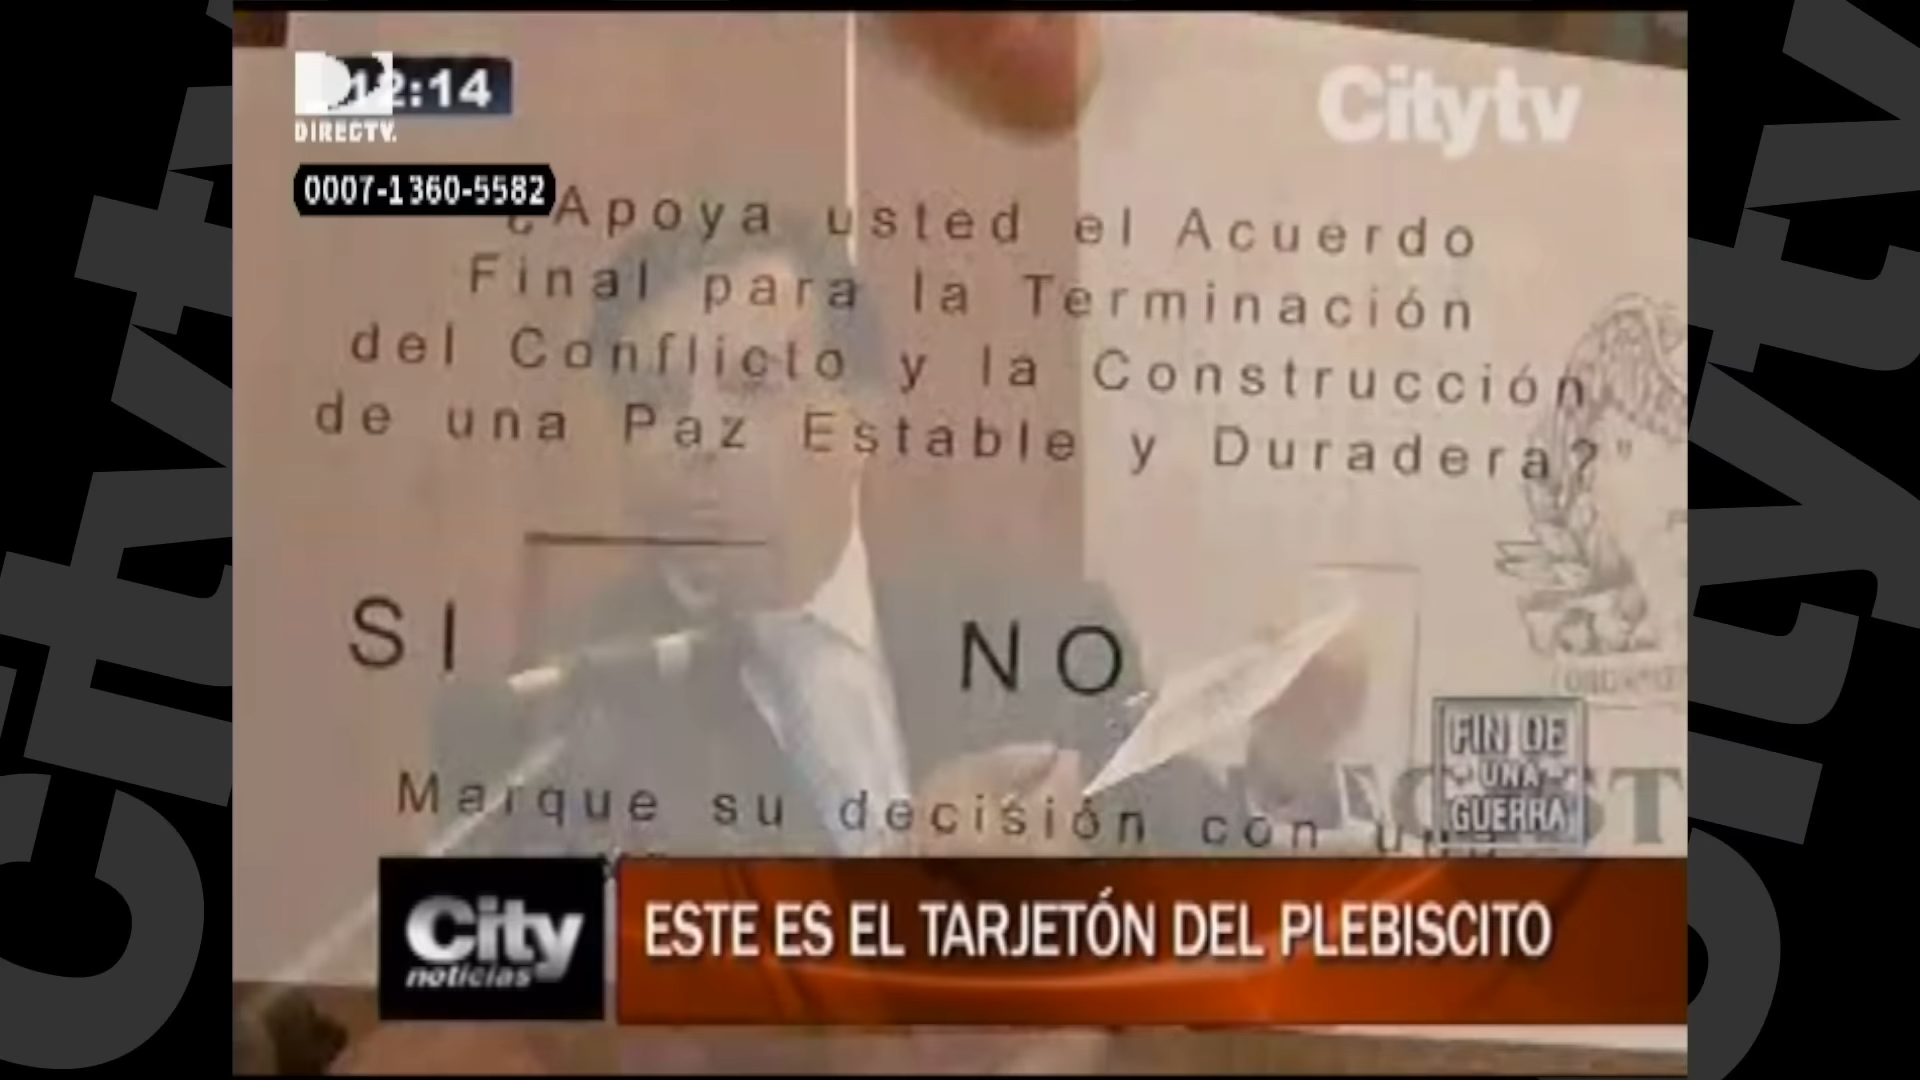 12:14
DIRECTV.
Citytv
0007-1360-5582
¿Apoya usted el Acuerdo
Final para la Terminación
del Conflicto y la Construcción
de una Paz Estable y Duradera?"
SI
NO
Marque su decisión con
FIN DE
UNA
GUERRA
City
noticias
ESTE ES EL TARJETÓN DEL PLEBISCITO
Citytv
Citytv